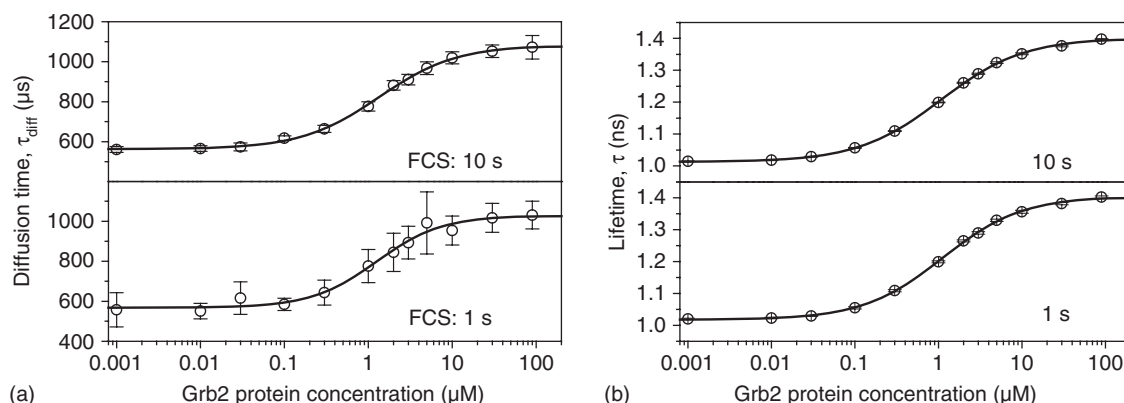 1200
1000
800
600
FCS: 10 s
1000
800
600
400
FCS: 1 s
0.001 0.01 0.1 1 10 100
Diffusion time, τdiff (µs)
(a) Grb2 protein concentration (µM)
1.4
1.3
1.2
1.1
1.0
10 s
1.4
1.3
1.2
1.1
1.0
1 s
0.001 0.01 0.1 1 10 100
Lifetime, τ (ns)
(b) Grb2 protein concentration (µM)